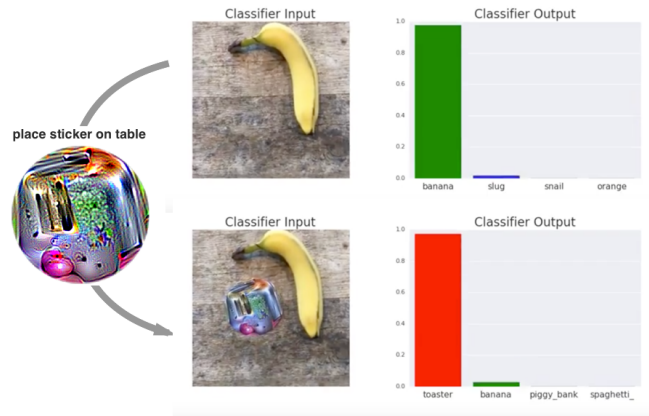 Classifier Input
Classifier Output
1.0
0.8
0.6
0.4
0.2
0.0
banana
slug
snail
orange
place sticker on table
Classifier Input
Classifier Output
1.0
0.8
0.6
0.4
0.2
0.0
toaster
banana
piggy_bank
spaghetti_